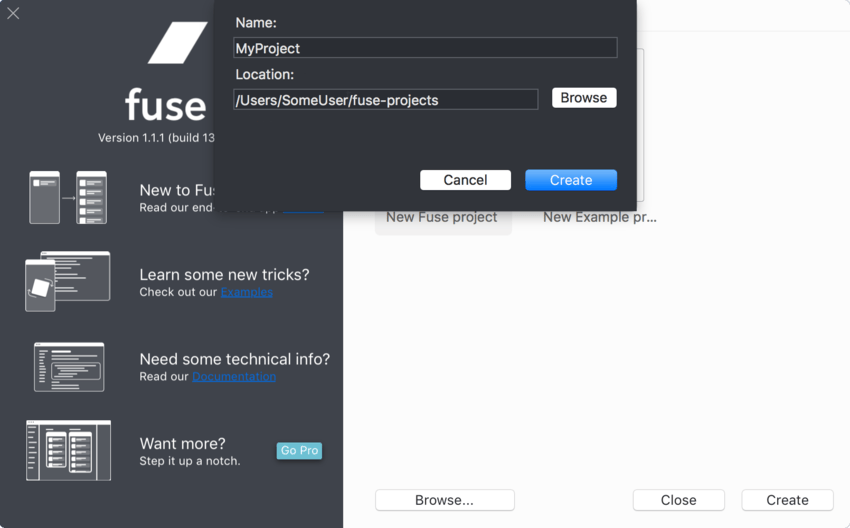 Name:
MyProject
Location:
/Users/SomeUser/fuse-projects
Browse
Cancel
Create
fuse
Version 1.1.1 (build 13
New to Fus
Read our end-
Learn some new tricks?
Check out our Examples
Need some technical info?
Read our Documentation
Want more?
Step it up a notch.
Go Pro
New Fuse project
New Example pr...
Browse...
Close
Create